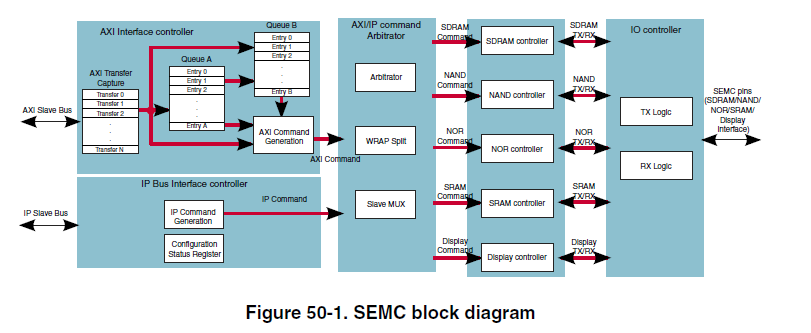 AXI Interface controller
Queue B
Entry 0
Entry 1
Entry 2
.
.
.
Entry B
Queue A
Entry 0
Entry 1
Entry 2
.
.
.
Entry A
AXI Transfer
Capture
Transfer 0
Transfer 1
Transfer 2
.
.
.
Transfer N
AXI Slave Bus
AXI Command
Generation
AXI Command
IP Bus Interface controller
IP Slave Bus
IP Command
Generation
IP Command
Configuration
Status Register
AXI/IP command
Arbitrator
Arbitrator
WRAP Split
Slave MUX
SDRAM
Command
NAND
Command
NOR
Command
SRAM
Command
Display
Command
SDRAM controller
NAND controller
NOR controller
SRAM controller
Display controller
SDRAM
TX/RX
NAND
TX/RX
NOR
TX/RX
SRAM
TX/RX
Display
TX/RX
IO controller
TX Logic
RX Logic
SEMC pins
(SDRAM/NAND/
NOR/SRAM/
Display
Interface)
Figure 50-1. SEMC block diagram